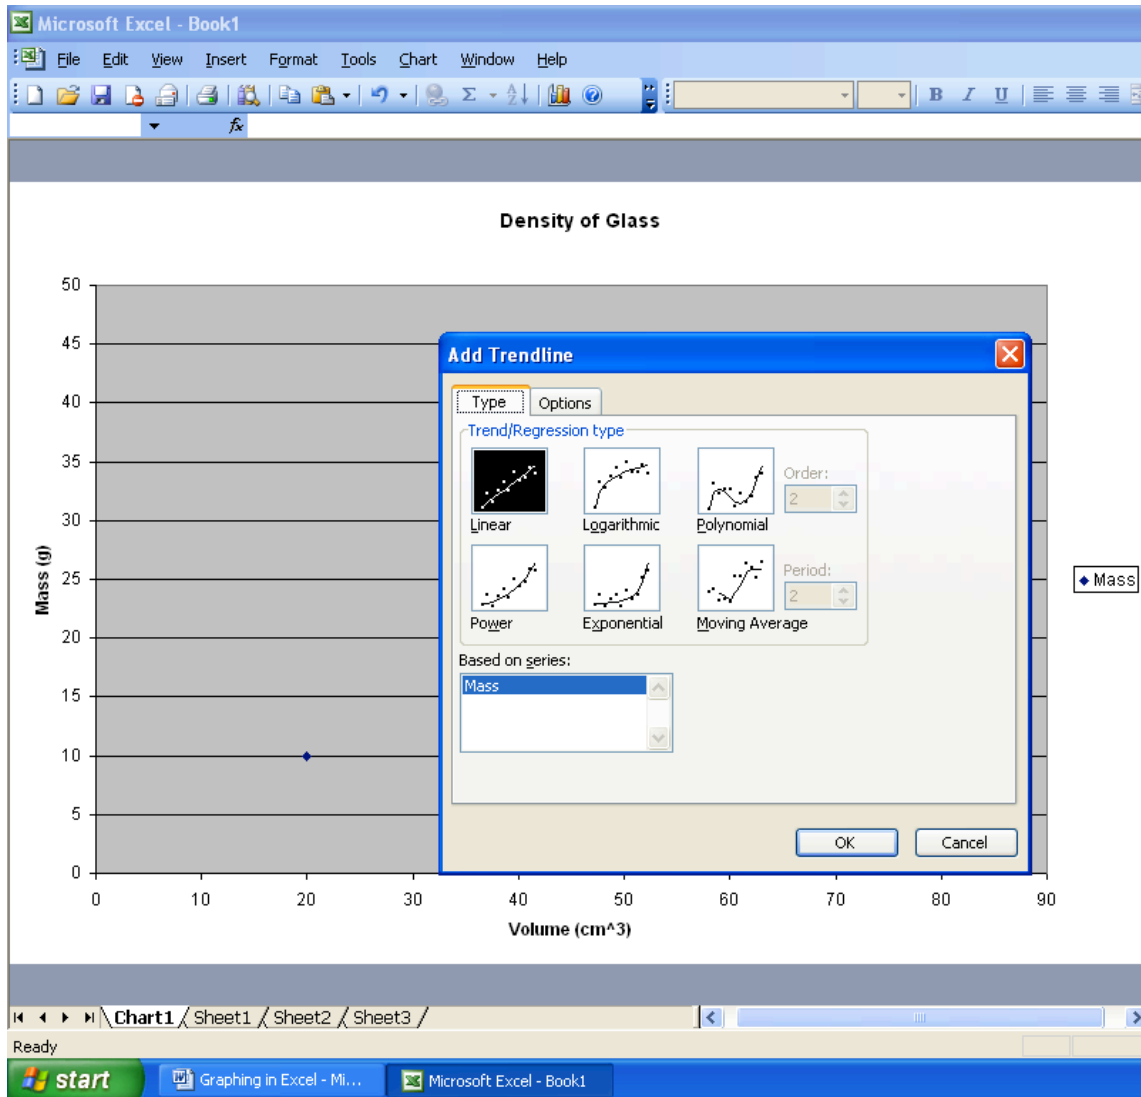 Microsoft Excel - Book1
File Edit View Insert Format Tools Chart Window Help
B I U
fx
Density of Glass
50
45
40
35
30
25
20
15
10
5
0
Mass (g)
0 10 20 30 40 50 60 70 80 90
Volume (cm^3)
Mass
Add Trendline
Type Options
Trend/Regression type
Linear Logarithmic Polynomial
Order:
2
Power Exponential Moving Average
Period:
2
Based on series:
Mass
OK Cancel
Chart1 Sheet1 Sheet2 Sheet3
Ready
start Graphing in Excel - Mi... Microsoft Excel - Book1